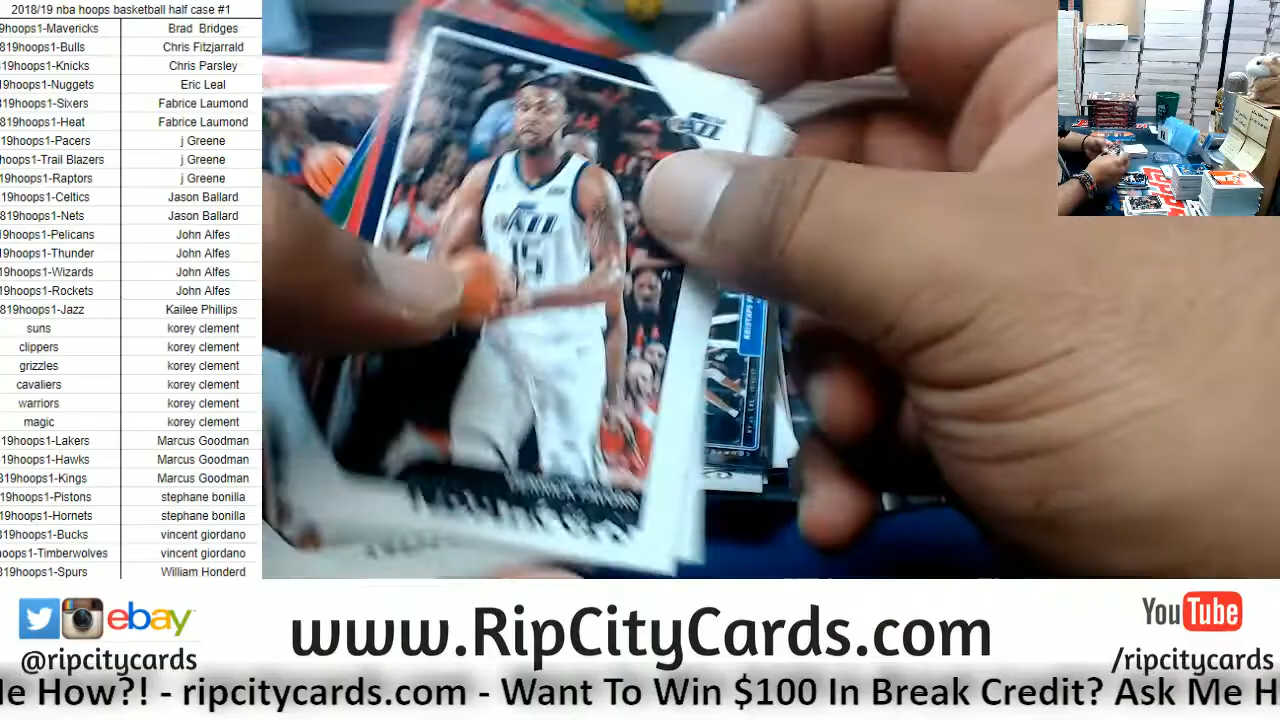 2018/19 nba hoops basketball half case #1
9hoops1-Mavericks Brad Bridges
819hoops1-Bulls Chris Fitzjarrald
819hoops1-Knicks Chris Parsley
19hoops1-Nuggets Eric Leal
819hoops1-Sixers Fabrice Laumond
819hoops1-Heat Fabrice Laumond
19hoops1-Pacers j Greene
hoops1-Trail Blazers j Greene
19hoops1-Raptors j Greene
19hoops1-Celtics Jason Ballard
819hoops1-Nets Jason Ballard
19hoops1-Pelicans John Alfes
19hoops1-Thunder John Alfes
19hoops1-Wizards John Alfes
19hoops1-Rockets John Alfes
819hoops1-Jazz Kailee Phillips
suns korey clement
clippers korey clement
grizzles korey clement
cavaliers korey clement
warriors korey clement
magic korey clement
19hoops1-Lakers Marcus Goodman
19hoops1-Hawks Marcus Goodman
819hoops1-Kings Marcus Goodman
19hoops1-Pistons stephane bonilla
19hoops1-Hornets stephane bonilla
819hoops1-Bucks vincent giordano
oops1-Timberwolves vincent giordano
819hoops1-Spurs William Honderd
15
ebay
@ripcitycards
www.RipCityCards.com
YouTube
/ripcitycards
Me How?! - ripcitycards.com - Want To Win $100 In Break Credit? Ask Me H